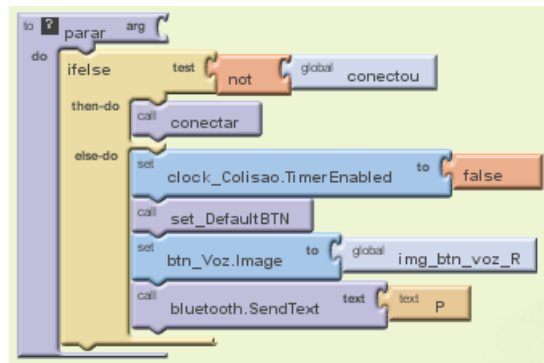 to ? parar arg
do
ifelse test not global conectou
then-do call conectar
else-do set clock_Colisao.TimerEnabled to false
call set_DefaultBTN
set btn_Voz.Image to global img_btn_voz_R
call bluetooth.SendText text text P